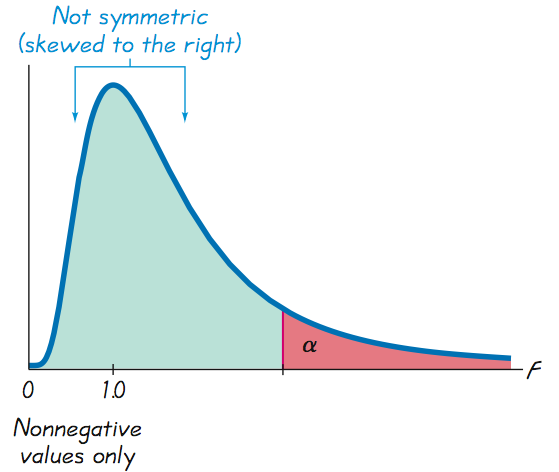 Not symmetric
(skewed to the right)
α
F
0 1.0
Nonnegative
values only